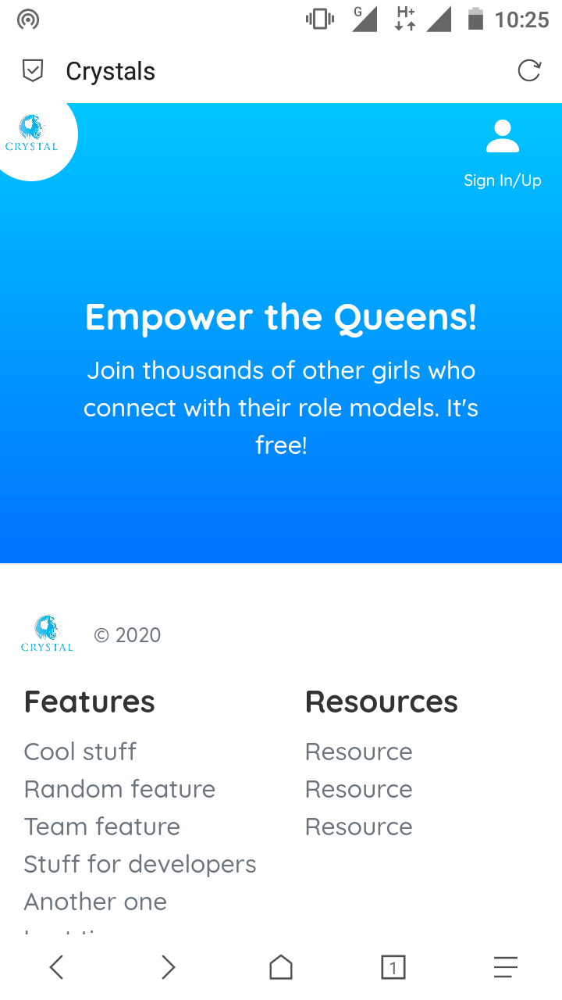 G H+ 10:25
Crystals
CRYSTAL
Sign In/Up
Empower the Queens!
Join thousands of other girls who
connect with their role models. It's
free!
CRYSTAL © 2020
Features
Cool stuff
Random feature
Team feature
Stuff for developers
Another one
Resources
Resource
Resource
Resource
1